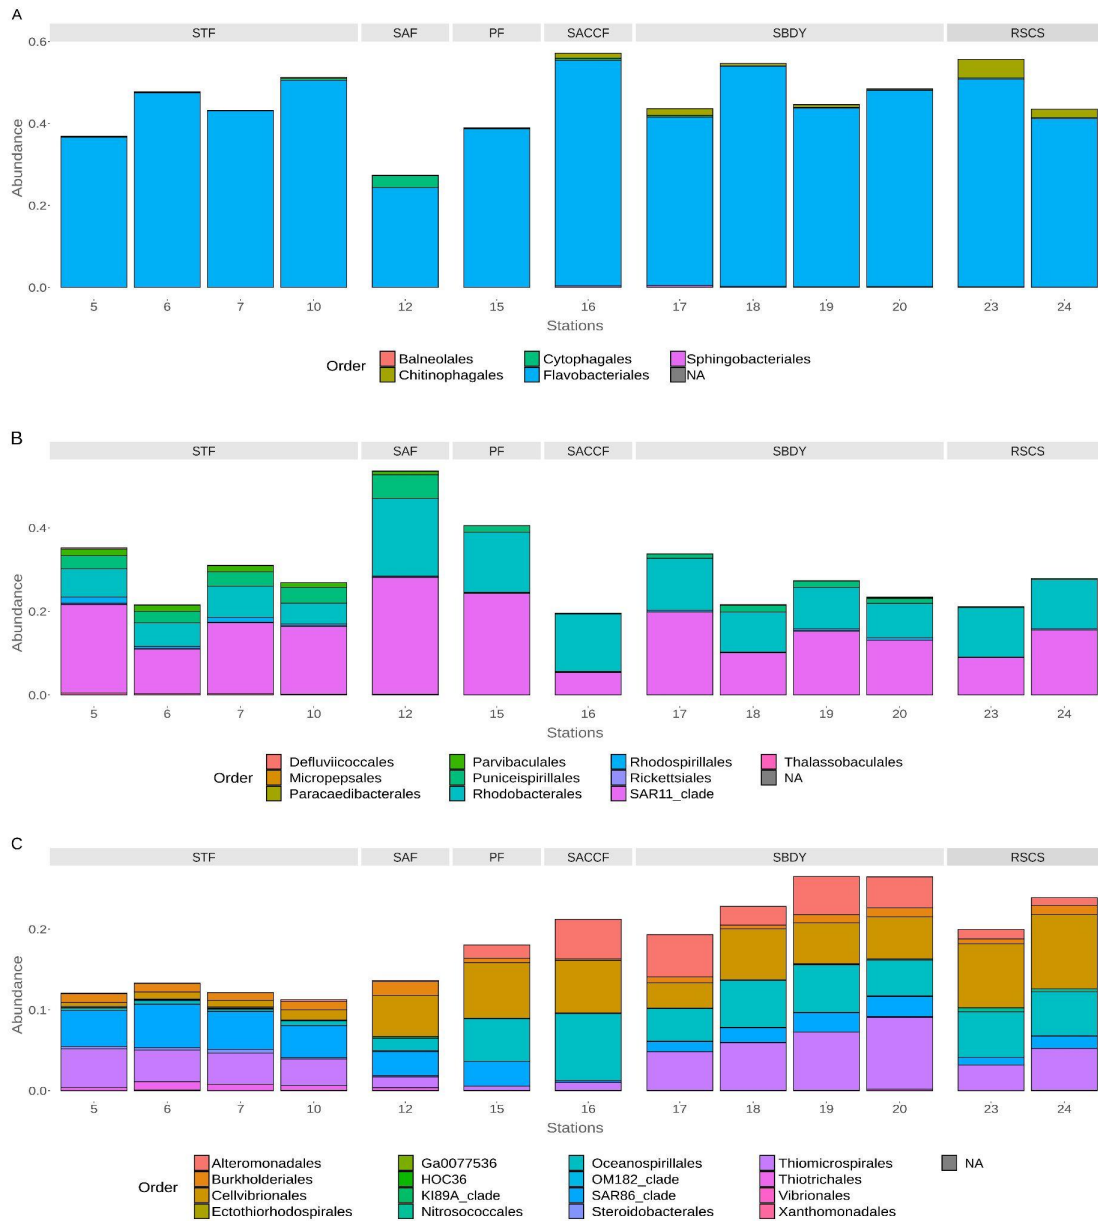 A
STF SAF PF SACCF SBDY RSCS
0.6
0.4
0.2
0.0
Abundance
5 6 7 10 12 15 16 17 18 19 20 23 24
Stations
Order
Balneolales Cytophagales Sphingobacteriales
Chitinophagales Flavobacteriales NA
B
STF SAF PF SACCF SBDY RSCS
0.4
0.2
0.0
Abundance
5 6 7 10 12 15 16 17 18 19 20 23 24
Stations
Order
Defluviicoccales Parvibaculales Rhodospirillales Thalassobaculales
Micropepsales Puniceispirillales Rickettsiales NA
Paracaedibacterales Rhodobacterales SAR11_clade
C
STF SAF PF SACCF SBDY RSCS
0.2
0.1
0.0
Abundance
5 6 7 10 12 15 16 17 18 19 20 23 24
Stations
Order
Alteromonadales Ga0077536 Oceanospirillales Thiomicrospirales NA
Burkholderiales HOC36 OM182_clade Thiotrichales
Cellvibrionales KI89A_clade SAR86_clade Vibrionales
Ectothiorhodospirales Nitrosococcales Steroidobacterales Xanthomonadales